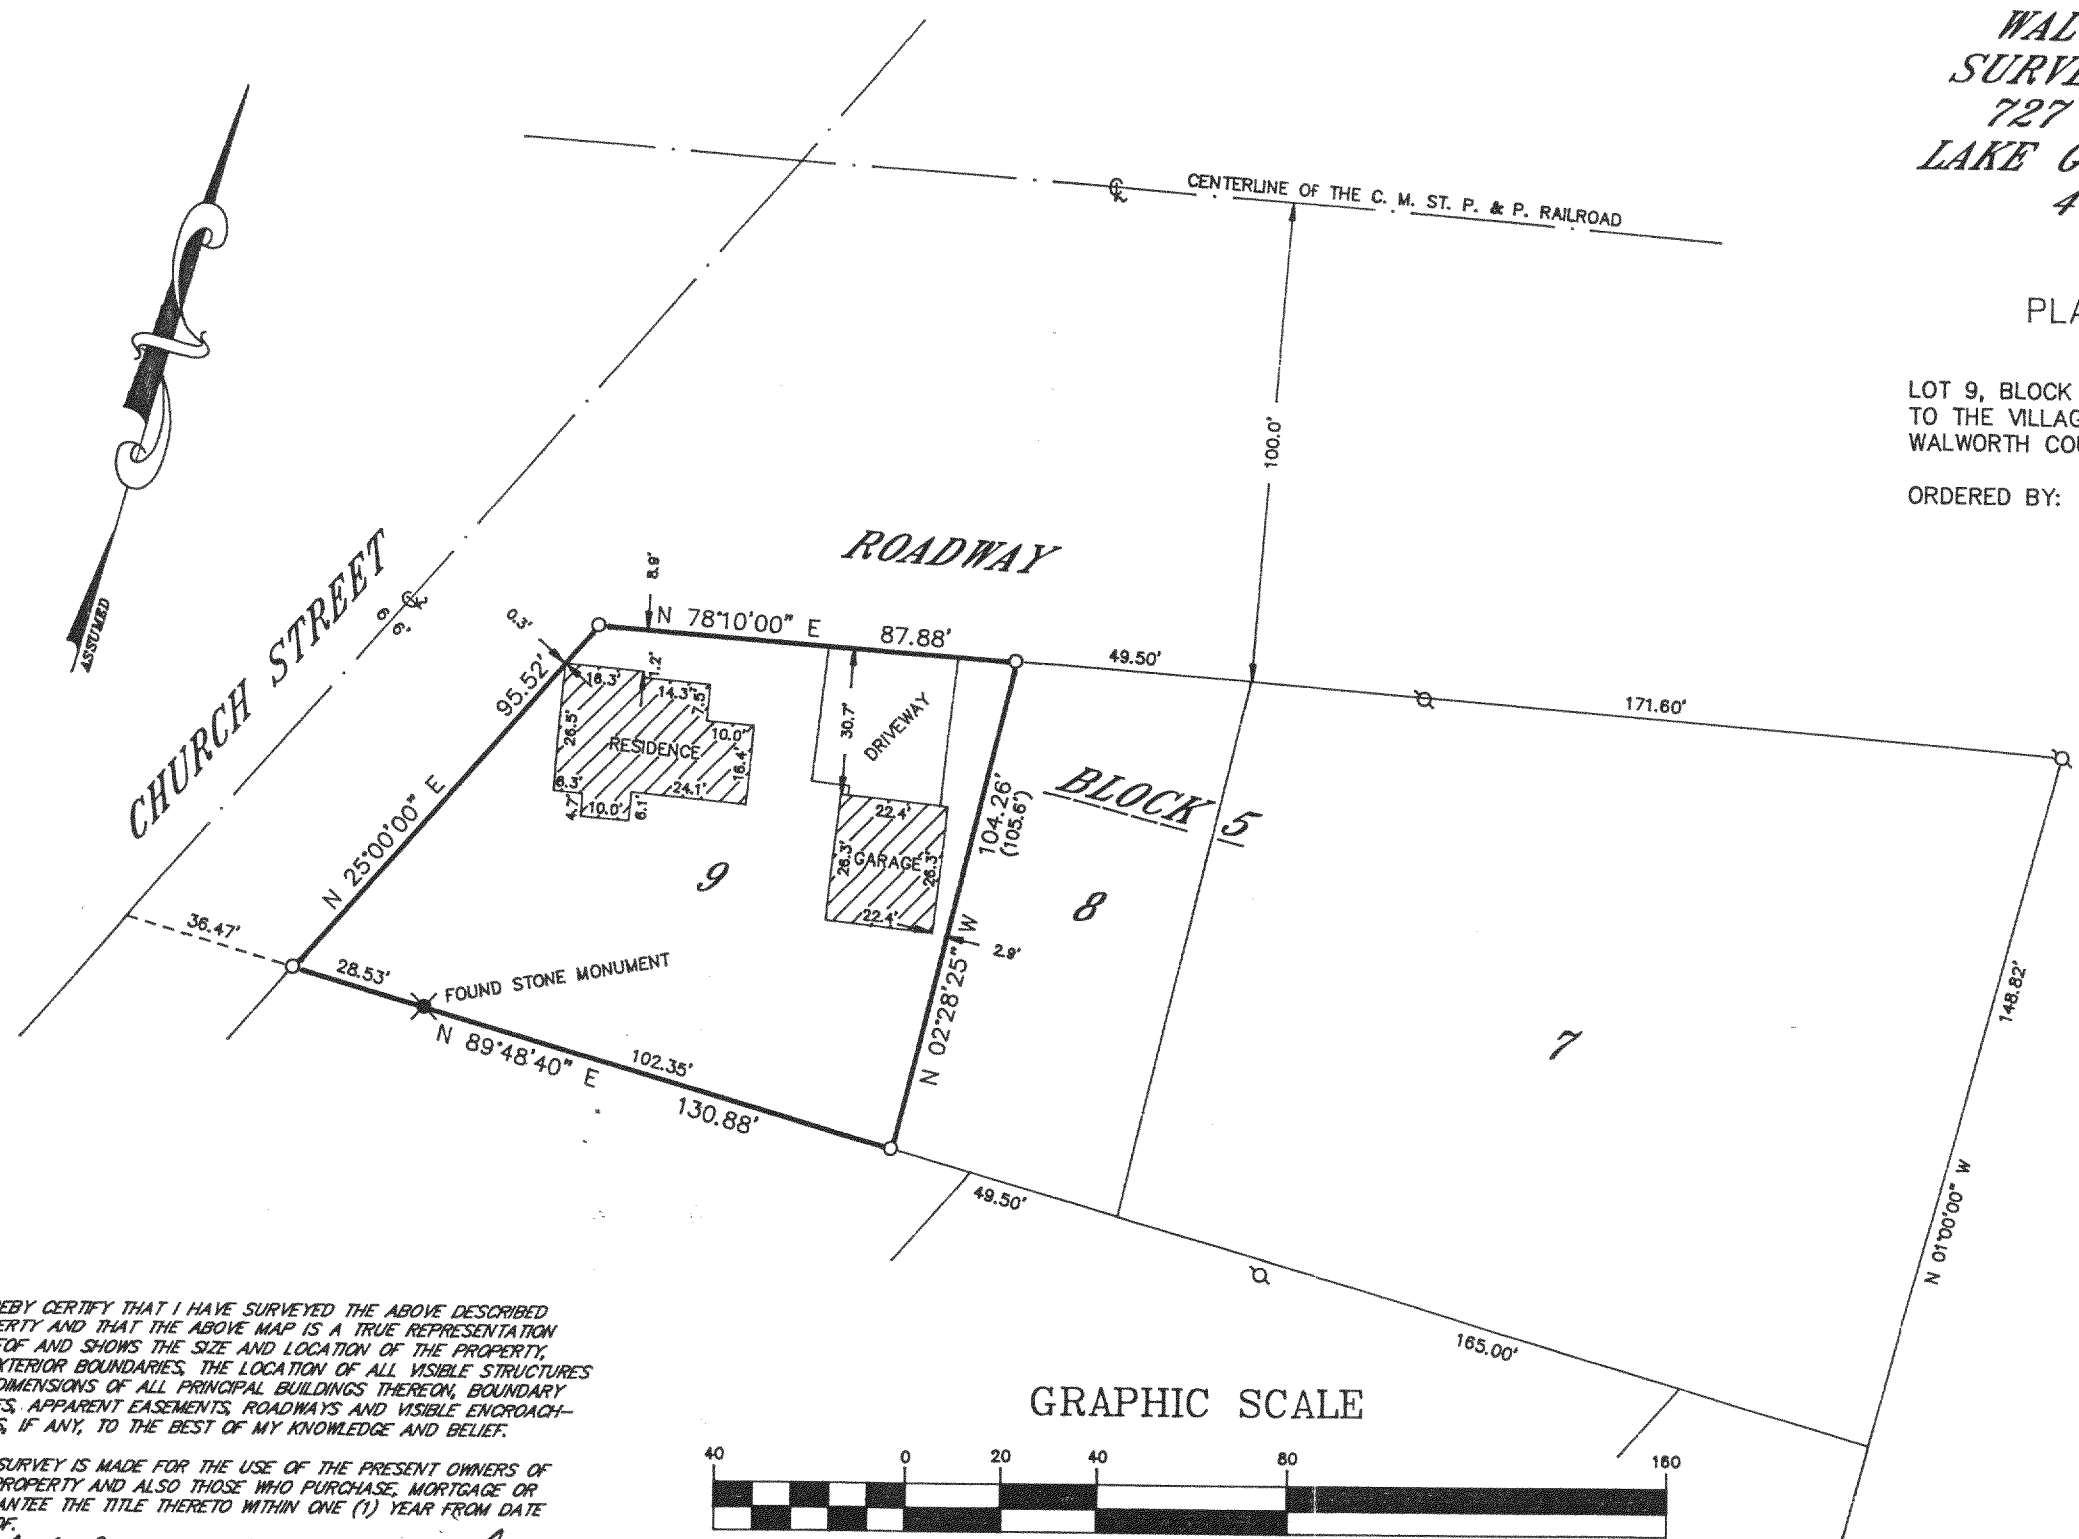 WAL
SURVE
727
LAKE G
4
PLA
LOT 9, BLOCK
TO THE VILLAG
WALWORTH COU
ORDERED BY:
ASSUMED
CENTERLINE OF THE C. M. ST. P. & P. RAILROAD
100.0'
CHURCH STREET
6 6'
ROADWAY
8.9'
0.3'
N 78°10'00" E 87.88'
49.50'
171.60'
95.52'
N 25°00'00" E
16.3'
1.2'
14.3'
7.5'
26.5'
RESIDENCE
10.0'
16.4'
6.3'
24.1'
4.7'
10.0'
6.1'
30.7'
DRIVEWAY
22.4'
26.3'
GARAGE
26.3'
22.4'
104.26'
(105.6')
N 02°28'25" W
2.9'
BLOCK 5
9
8
7
36.47'
28.53'
FOUND STONE MONUMENT
N 89°48'40" E
102.35'
130.88'
49.50'
165.00'
148.82'
N 01°00'00" W
EBY CERTIFY THAT I HAVE SURVEYED THE ABOVE DESCRIBED
ERTY AND THAT THE ABOVE MAP IS A TRUE REPRESENTATION
EOF AND SHOWS THE SIZE AND LOCATION OF THE PROPERTY,
XTERIOR BOUNDARIES, THE LOCATION OF ALL VISIBLE STRUCTURES
DIMENSIONS OF ALL PRINCIPAL BUILDINGS THEREON, BOUNDARY
ES, APPARENT EASEMENTS, ROADWAYS AND VISIBLE ENCROACH-
S, IF ANY, TO THE BEST OF MY KNOWLEDGE AND BELIEF.
SURVEY IS MADE FOR THE USE OF THE PRESENT OWNERS OF
PROPERTY AND ALSO THOSE WHO PURCHASE, MORTGAGE OR
ANTEE THE TITLE THERETO WITHIN ONE (1) YEAR FROM DATE
OF.
GRAPHIC SCALE
40 0 20 40 80 160